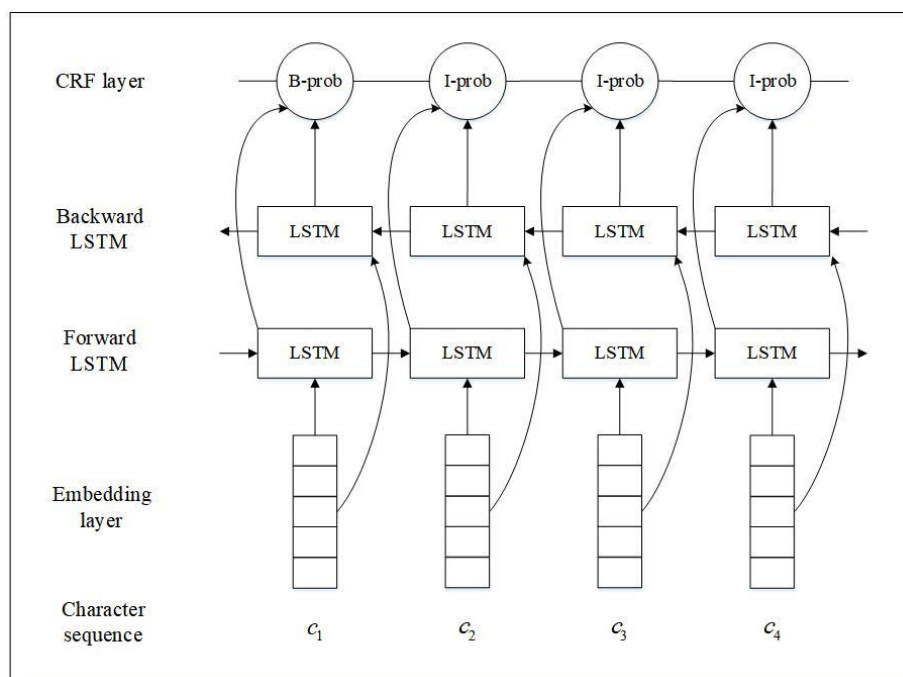 CRF layer
B-prob
I-prob
I-prob
I-prob
Backward
LSTM
LSTM
LSTM
LSTM
LSTM
Forward
LSTM
LSTM
LSTM
LSTM
LSTM
Embedding
layer
Character
sequence
c₁
c₂
c₃
c₄